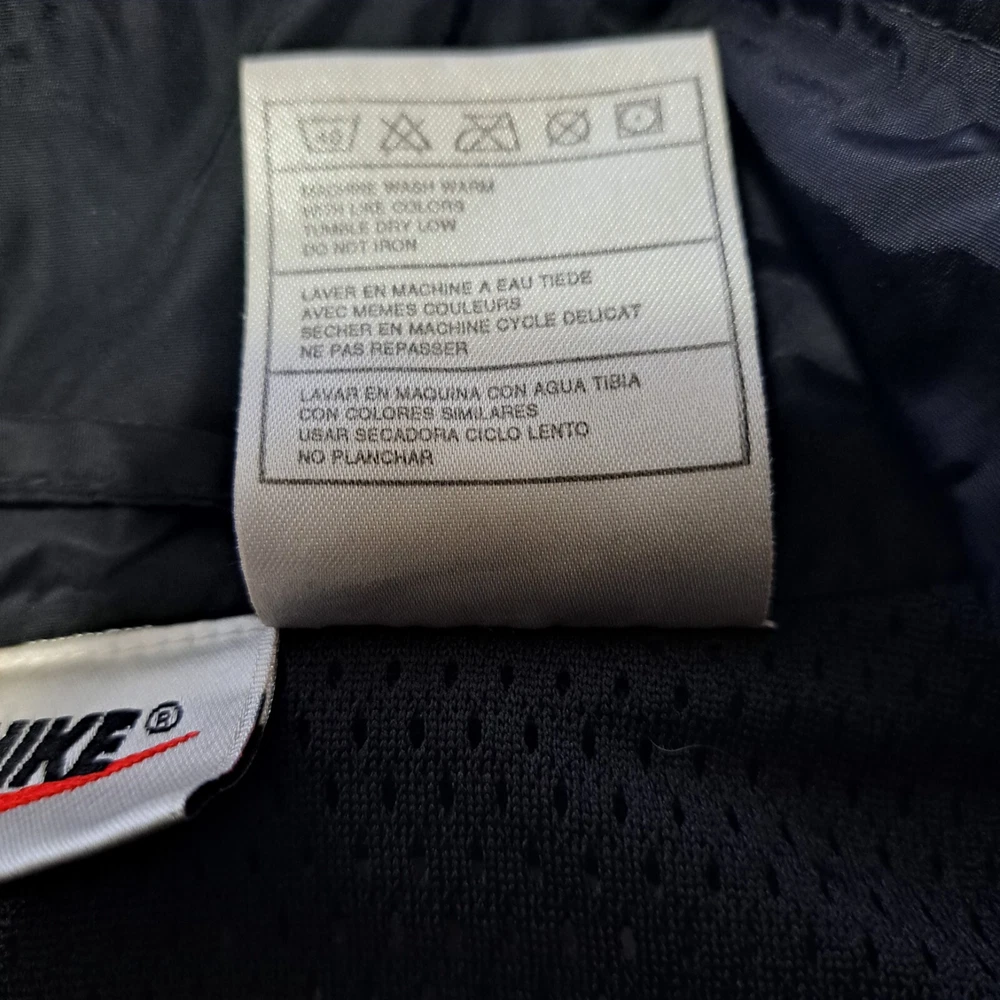 40
MACHINE WASH WARM
WITH LIKE COLORS
TUMBLE DRY LOW
DO NOT IRON
LAVER EN MACHINE A EAU TIEDE
AVEC MEMES COULEURS
SECHER EN MACHINE CYCLE DELICAT
NE PAS REPASSER
LAVAR EN MAQUINA CON AGUA TIBIA
CON COLORES SIMILARES
USAR SECADORA CICLO LENTO
NO PLANCHAR
NIKE®